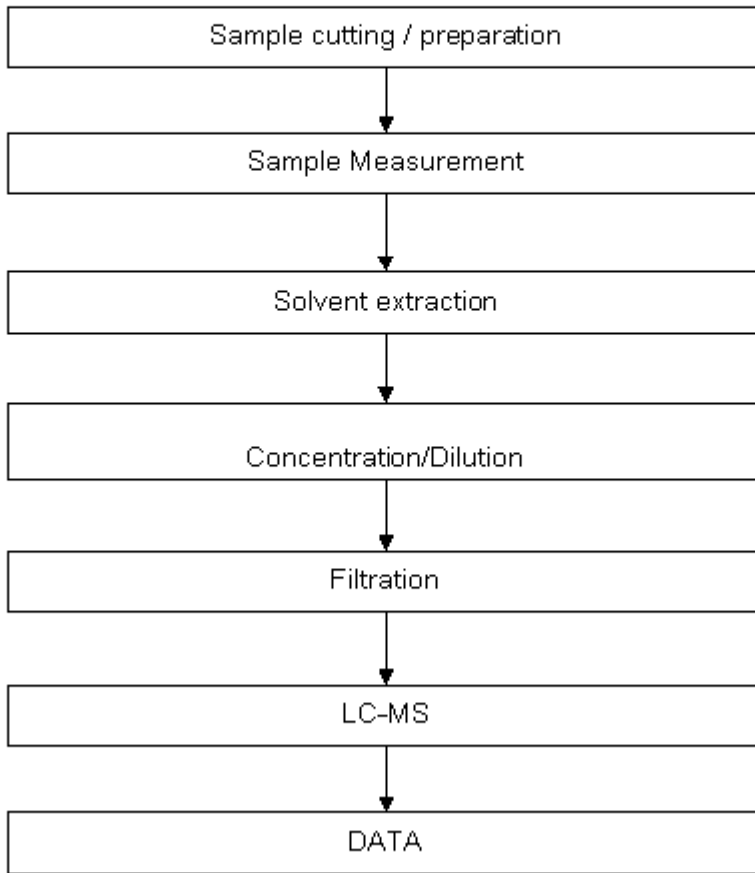 Sample cutting / preparation
Sample Measurement
Solvent extraction
Concentration/Dilution
Filtration
LC-MS
DATA